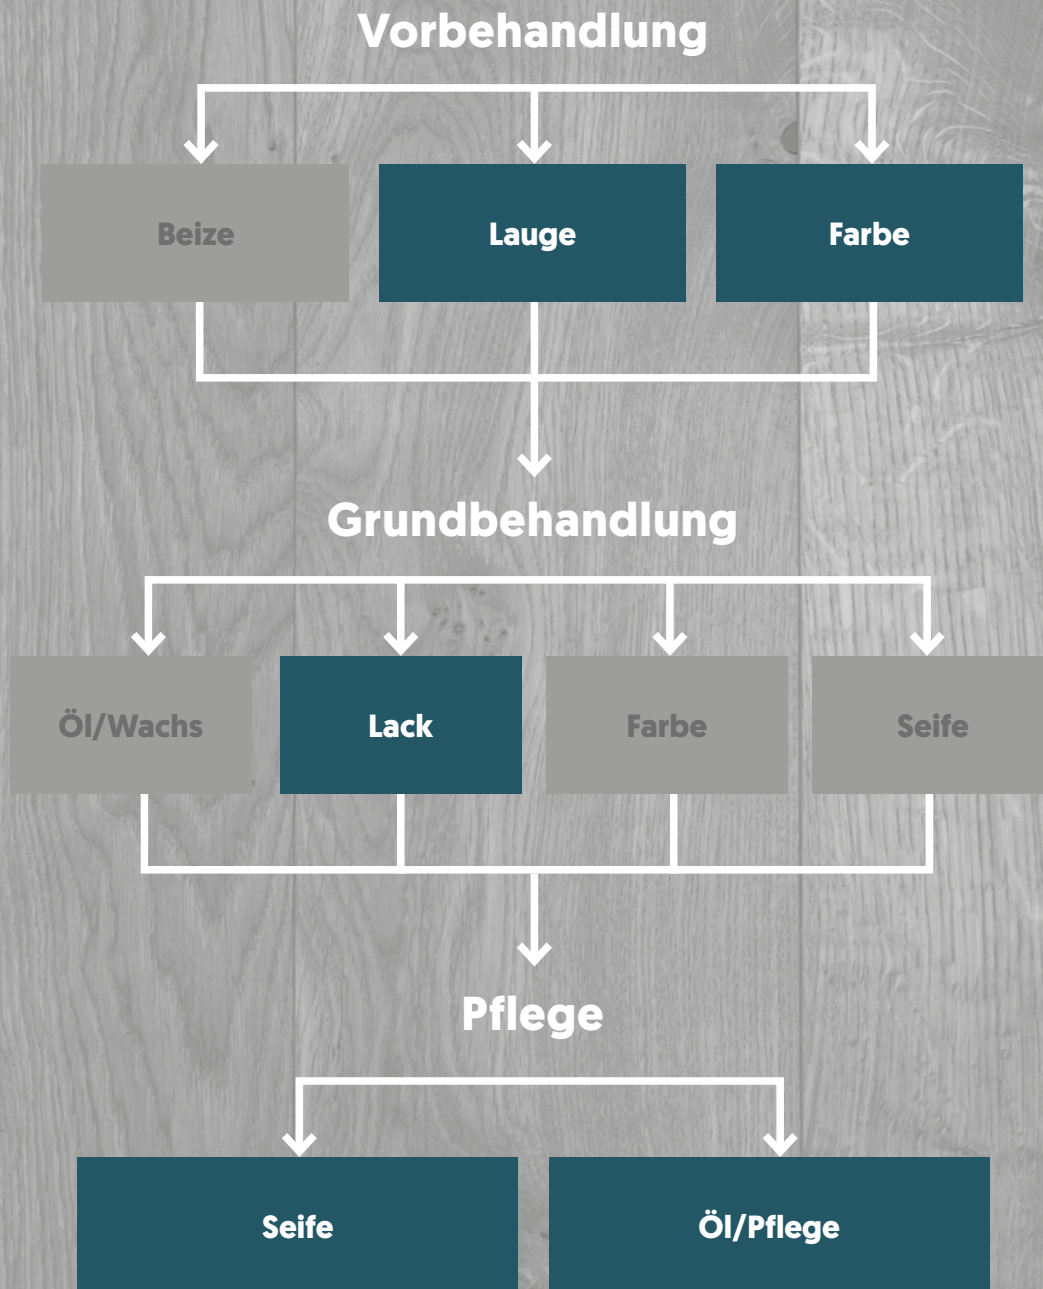 Vorbehandlung
Beize
Lauge
Farbe
Grundbehandlung
Öl/Wachs
Lack
Farbe
Seife
Pflege
Seife
Öl/Pflege